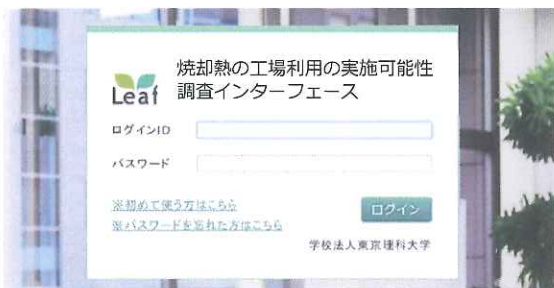 焼却熱の工場利用の実施可能性
調査インターフェース
Leaf
ログインID
パスワード
※初めて使う方はこちら
※パスワードを忘れた方はこちら
ログイン
学校法人東京理科大学